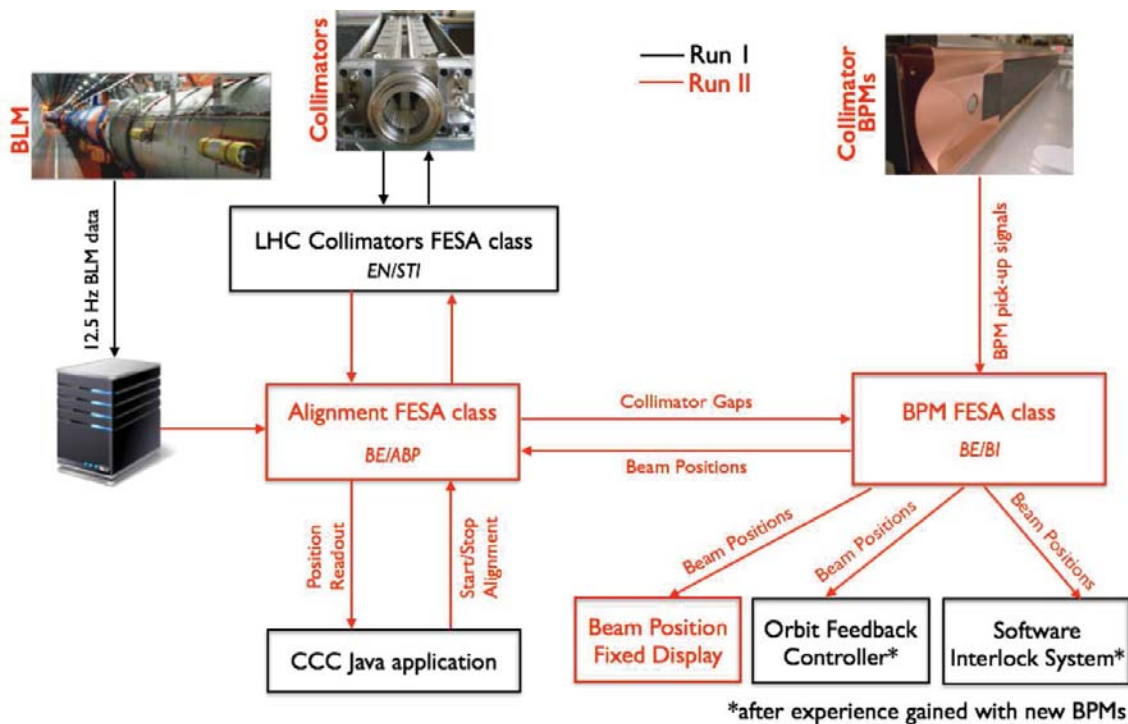 BLM
Collimators
Run I
Run II
Collimator
BPMs
12.5 Hz BLM data
LHC Collimators FESA class
EN/STI
BPM pick-up signals
Alignment FESA class
BE/ABP
Collimator Gaps
Beam Positions
BPM FESA class
BE/BI
Position
Readout
Start/Stop
Alignment
Beam Positions
Beam Positions
Beam Positions
CCC Java application
Beam Position
Fixed Display
Orbit Feedback
Controller*
Software
Interlock System*
*after experience gained with new BPMs